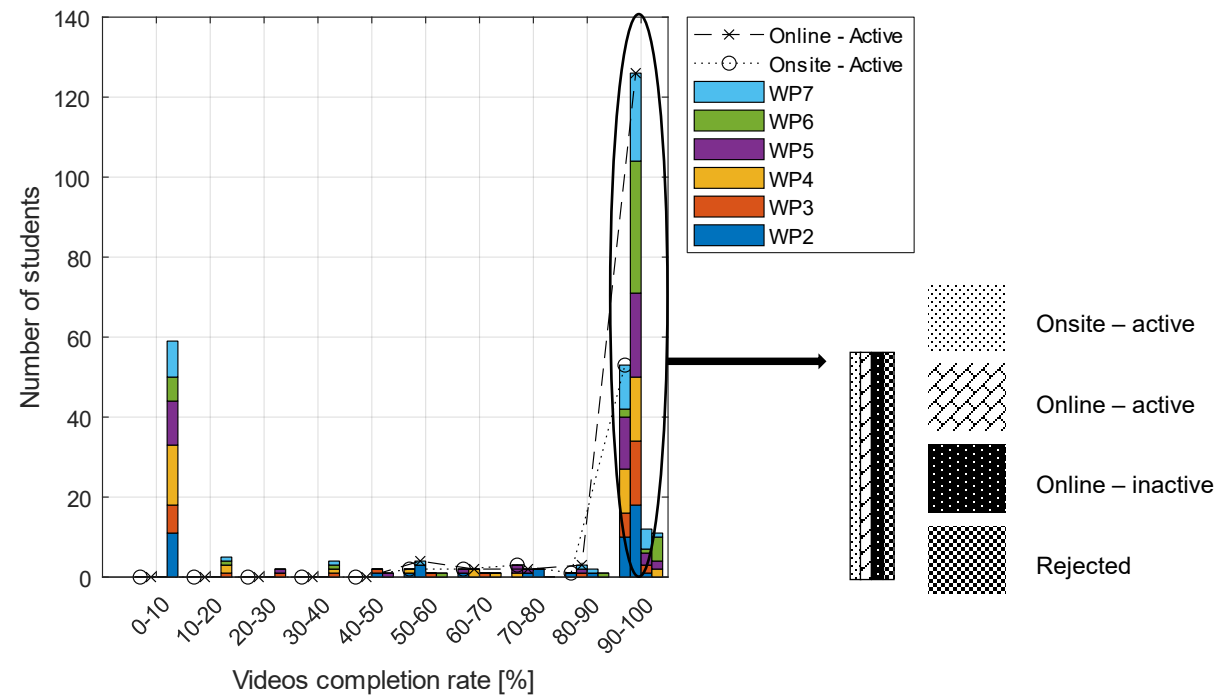 140
120
100
80
60
40
20
0
Number of students
0-10
10-20
20-30
30-40
40-50
50-60
60-70
70-80
80-90
90-100
Videos completion rate [%]
Online - Active
Onsite - Active
WP7
WP6
WP5
WP4
WP3
WP2
Onsite – active
Online – active
Online – inactive
Rejected